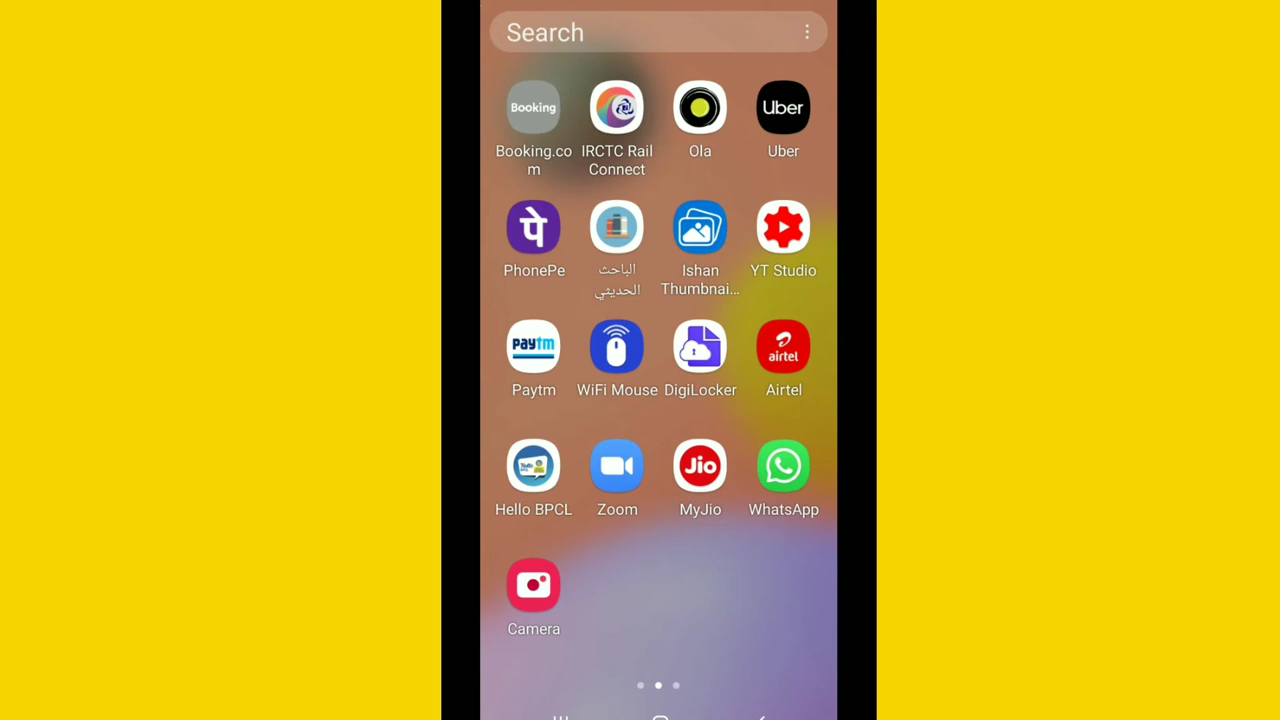 Search
Booking
Uber
Booking.co
m
IRCTC Rail
Connect
Ola
Uber
पे
PhonePe
الباحث
الحديثي
Ishan
Thumbnai...
YT Studio
paytm
airtel
Paytm
WiFi Mouse
DigiLocker
Airtel
Jio
Hello BPCL
Zoom
MyJio
WhatsApp
Camera